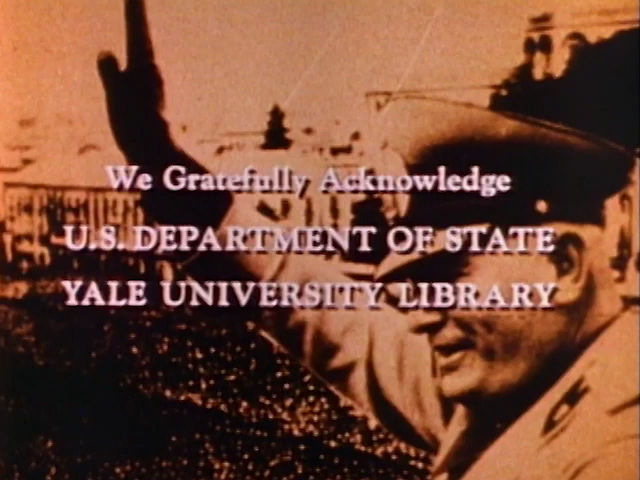 We Gratefully Acknowledge
U.S. DEPARTMENT OF STATE
YALE UNIVERSITY LIBRARY